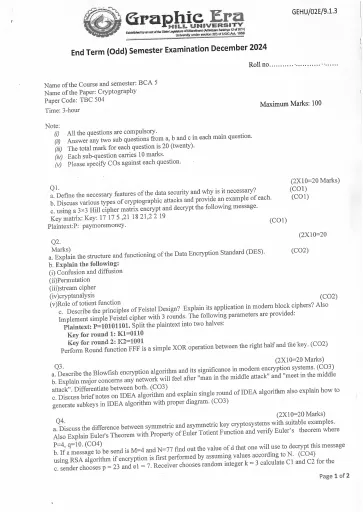 GEHU/02E/9.1.3
Graphic Era
HILL UNIVERSITY
End Term (Odd) Semester Examination December 2024
Roll no.....................
Name of the Course and semester: BCA 5
Name of the Paper: Cryptography
Paper Code: TBC 504
Time: 3-hour
Maximum Marks: 100
Note:
(i) All the questions are compulsory.
(ii) Answer any two sub questions from a, b and c in each main question.
(iii) The total mark for each question is 20 (twenty).
(iv) Each sub-question carries 10 marks.
(v) Please specify COs against each question.
(2X10=20 Marks)
Q1.
a. Define the necessary features of the data security and why is it necessary? (CO1)
b. Discuss various types of cryptographic attacks and provide an example of each. (CO1)
c. using a 3×3 Hill cipher matrix encrypt and decrypt the following message.
Key matrix: Key: 17 17 5 ,21 18 21,2 2 19 (CO1)
Plaintext:P: paymoremoney.
(2X10=20
Q2.
Marks)
a. Explain the structure and functioning of the Data Encryption Standard (DES). (CO2)
b. Explain the following:
(i) Confusion and diffusion
(ii)Permutation
(iii)stream cipher
(iv)cryptanalysis
(v)Role of totient function (CO2)
c. Describe the principles of Feistel Design? Explain its application in modern block ciphers? Also
Implement simple Feistel cipher with 3 rounds. The following parameters are provided:
Plaintext: P=10101101. Split the plaintext into two halves:
Key for round 1: K1=0110
Key for round 2: K2=1001
Perform Round function FFF is a simple XOR operation between the right half and the key. (CO2)
(2X10=20 Marks)
Q3.
a. Describe the Blowfish encryption algorithm and its significance in modern encryption systems. (CO3)
b. Explain major concerns any network will feel after "man in the middle attack" and "meet in the middle
attack". Differentiate between both. (CO3)
c. Discuss brief notes on IDEA algorithm and explain single round of IDEA algorithm also explain how to
generate subkeys in IDEA algorithm with proper diagram. (CO3)
(2X10=20 Marks)
Q4.
a. Discuss the difference between symmetric and asymmetric key cryptosystems with suitable examples.
Also Explain Euler's Theorem with Property of Euler Totient Function and verify Euler's theorem where
P=4, q=10. (CO4)
b. If a message to be send is M=4 and N=77 find out the value of d that one will use to decrypt this message
using RSA algorithm if encryption is first performed by assuming values according to N. (CO4)
c. sender chooses p = 23 and e1 = 7. Receiver chooses random integer k = 3 calculate C1 and C2 for the
Page 1 of 2